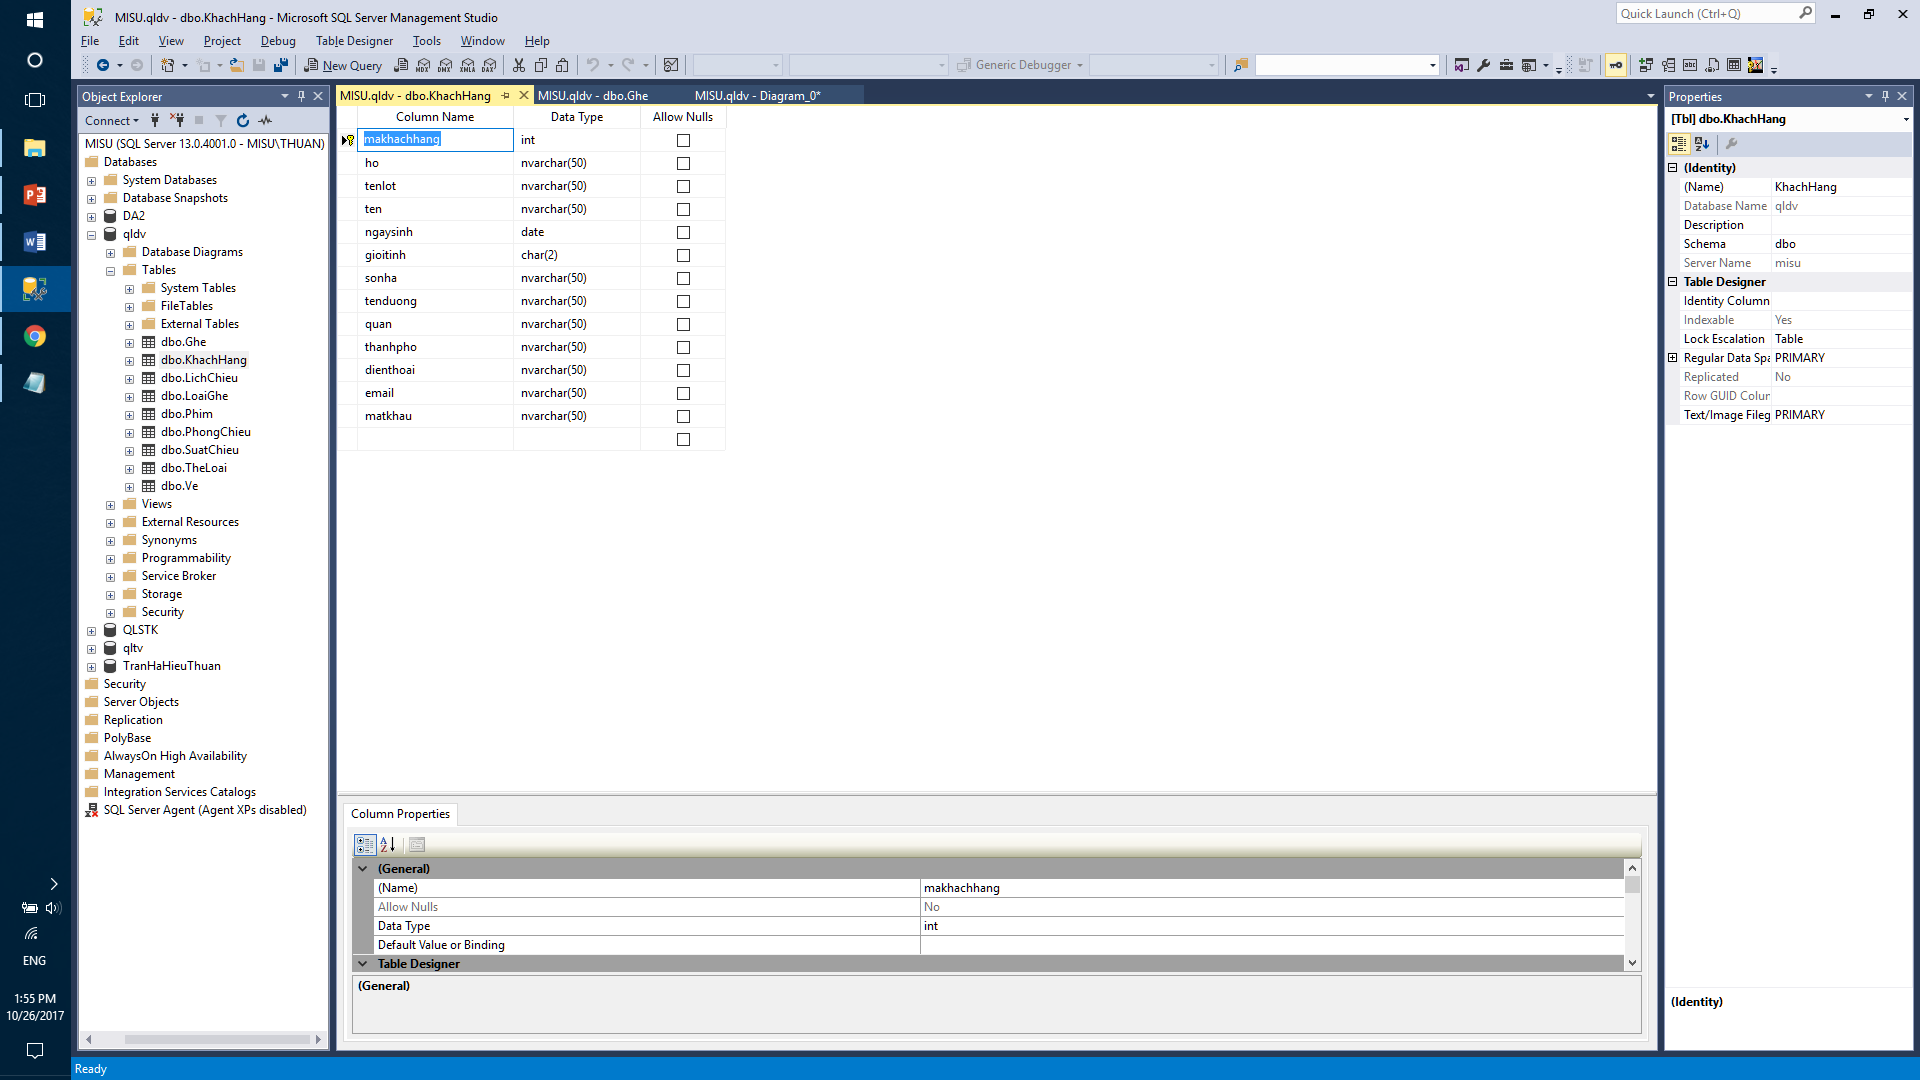 MISU.qldv - dbo.KhachHang - Microsoft SQL Server Management Studio
Quick Launch (Ctrl+Q)
File Edit View Project Debug Table Designer Tools Window Help
New Query
MDX DMX XMLA DAX
Generic Debugger
Object Explorer
Connect
MISU (SQL Server 13.0.4001.0 - MISU\THUAN)
Databases
System Databases
Database Snapshots
DA2
qldv
Database Diagrams
Tables
System Tables
FileTables
External Tables
dbo.Ghe
dbo.KhachHang
dbo.LichChieu
dbo.LoaiGhe
dbo.Phim
dbo.PhongChieu
dbo.SuatChieu
dbo.TheLoai
dbo.Ve
Views
External Resources
Synonyms
Programmability
Service Broker
Storage
Security
QLSTK
qltv
TranHaHieuThuan
Security
Server Objects
Replication
PolyBase
AlwaysOn High Availability
Management
Integration Services Catalogs
SQL Server Agent (Agent XPs disabled)
MISU.qldv - dbo.KhachHang MISU.qldv - dbo.Ghe MISU.qldv - Diagram_0*
Column Name Data Type Allow Nulls
makhachhang int
ho nvarchar(50)
tenlot nvarchar(50)
ten nvarchar(50)
ngaysinh date
gioitinh char(2)
sonha nvarchar(50)
tenduong nvarchar(50)
quan nvarchar(50)
thanhpho nvarchar(50)
dienthoai nvarchar(50)
email nvarchar(50)
matkhau nvarchar(50)
Column Properties
(General)
(Name) makhachhang
Allow Nulls No
Data Type int
Default Value or Binding
Table Designer
(General)
Properties
[Tbl] dbo.KhachHang
(Identity)
(Name) KhachHang
Database Name qldv
Description
Schema dbo
Server Name misu
Table Designer
Identity Column
Indexable Yes
Lock Escalation Table
Regular Data Spa PRIMARY
Replicated No
Row GUID Colur
Text/Image Fileg PRIMARY
(Identity)
ENG
1:55 PM
10/26/2017
Ready